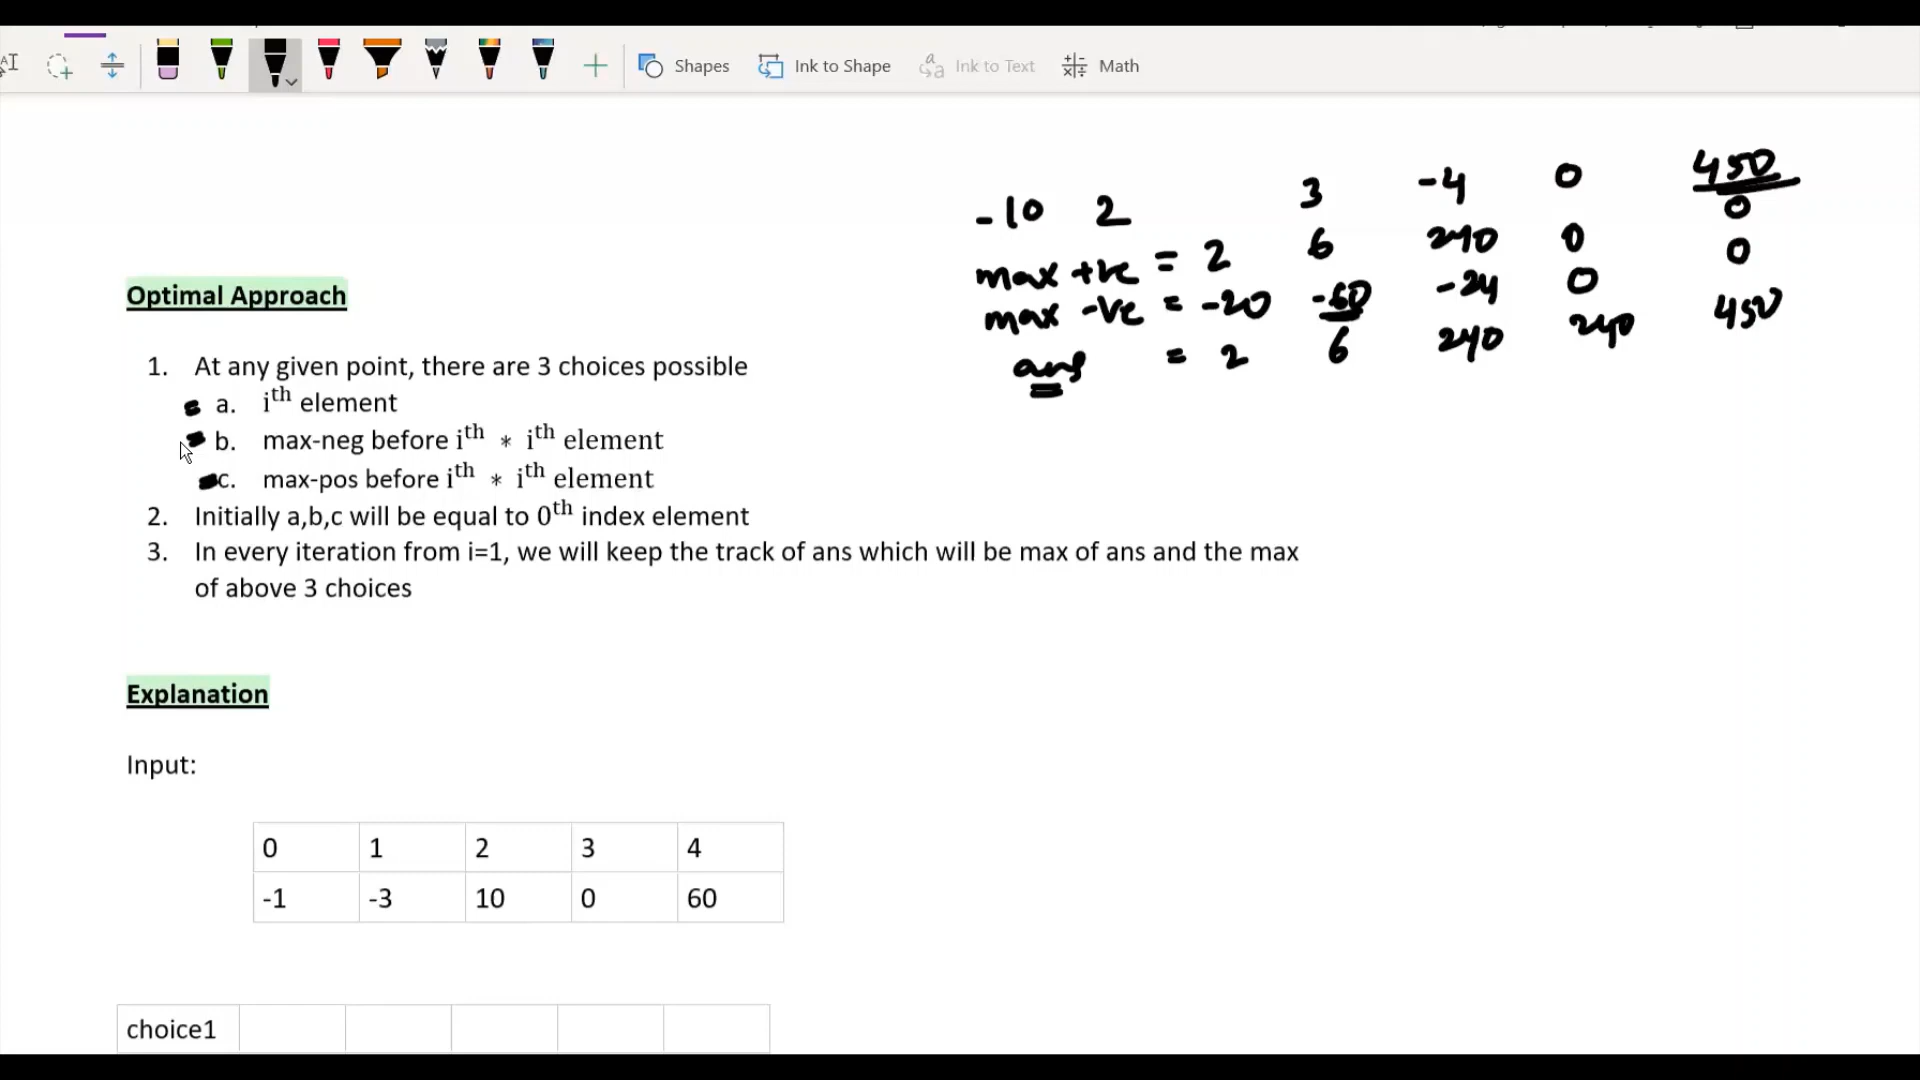 Shapes Ink to Shape Ink to Text Math
-10 2 3 -4 0 450
max +ve = 2 6 240 0 0
max -ve = -20 -60 -24 0 0
ans = 2 6 240 240 450
Optimal Approach
1. At any given point, there are 3 choices possible
a. iᵗʰ element
b. max-neg before iᵗʰ * iᵗʰ element
c. max-pos before iᵗʰ * iᵗʰ element
2. Initially a,b,c will be equal to 0ᵗʰ index element
3. In every iteration from i=1, we will keep the track of ans which will be max of ans and the max
of above 3 choices
Explanation
Input:
0 1 2 3 4
-1 -3 10 0 60
choice1